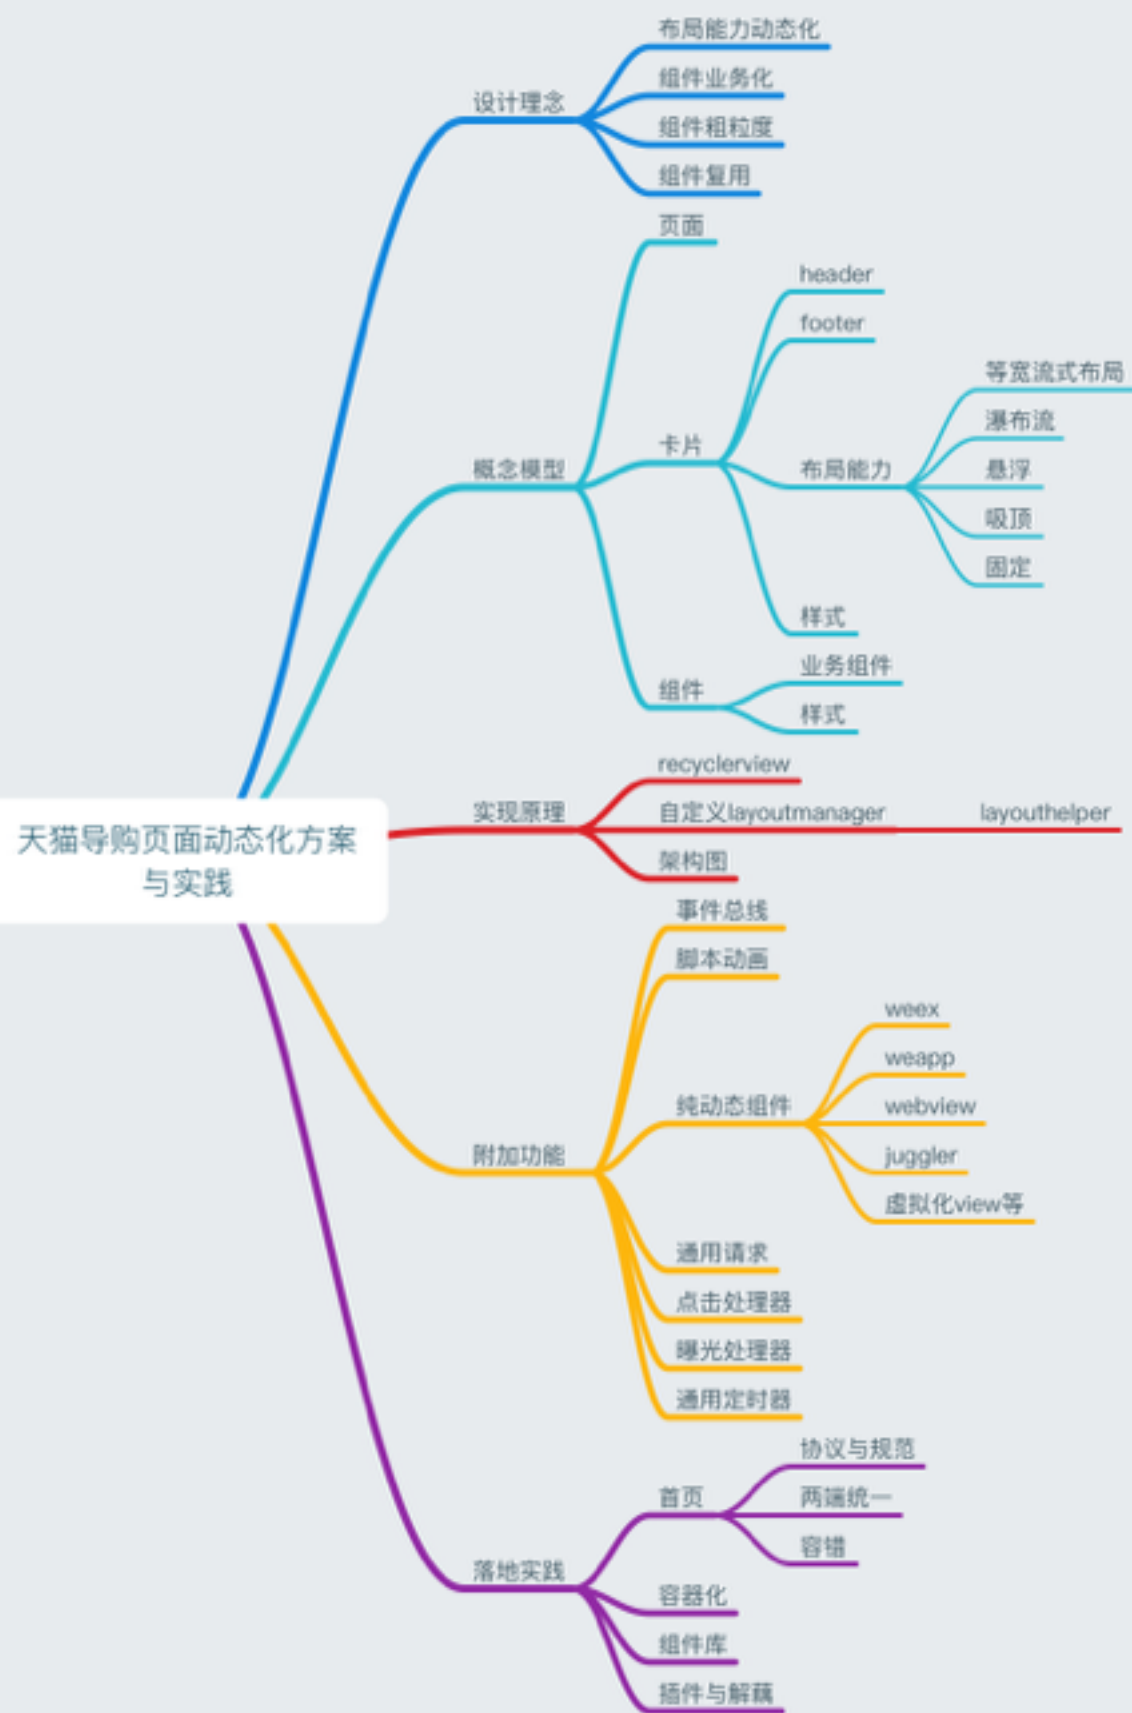 布局能力动态化
组件业务化
设计理念
组件粗粒度
组件复用
页面
header
footer
等宽流式布局
瀑布流
卡片
概念模型
布局能力
悬浮
吸顶
固定
样式
业务组件
组件
样式
recyclerview
实现原理
自定义layoutmanager
layouthelper
天猫导购页面动态化方案
与实践
架构图
事件总线
脚本动画
weex
weapp
纯动态组件
webview
附加功能
juggler
虚拟化view等
通用请求
点击处理器
曝光处理器
通用定时器
协议与规范
首页
两端统一
容错
落地实践
容器化
组件库
插件与解藕